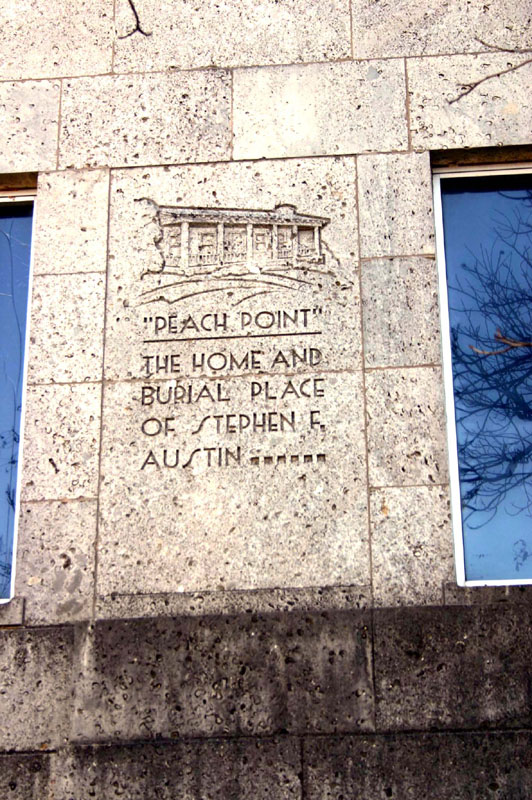 "PEACH POINT"
THE HOME AND
BURIAL PLACE
OF STEPHEN F.
AUSTIN ......